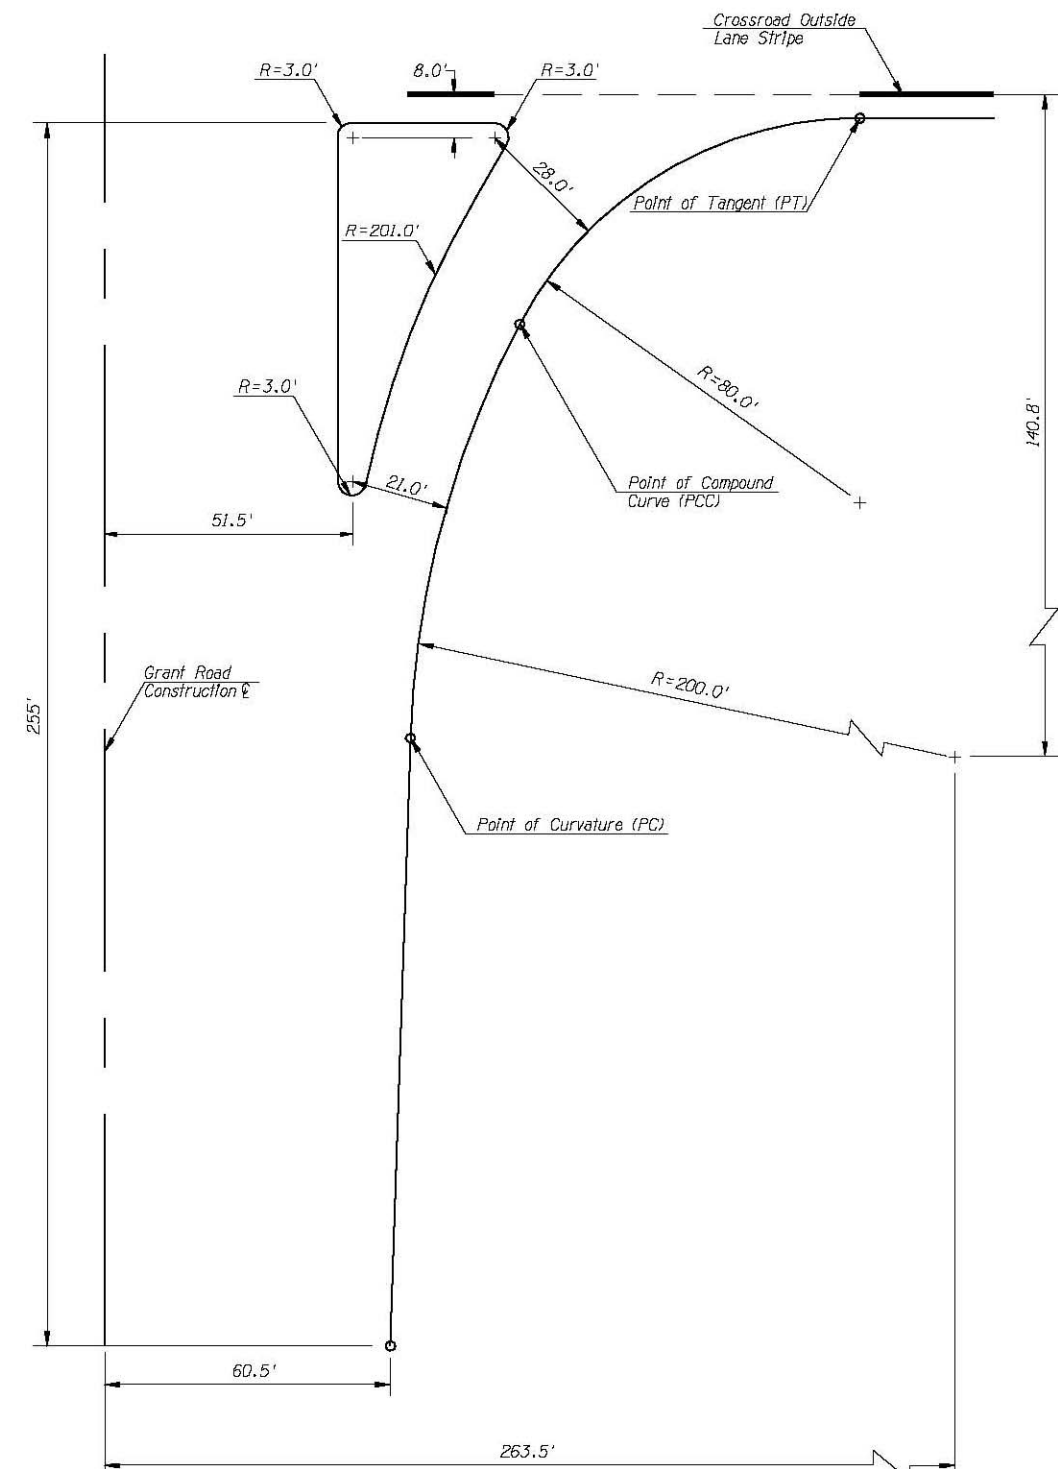 Crossroad Outside
Lane Stripe
R=3.0'
8.0'
R=3.0'
28.0'
Point of Tangent (PT)
R=201.0'
R=80.0'
R=3.0'
140.8'
21.0'
Point of Compound
Curve (PCC)
51.5'
Grant Road
Construction ℄
R=200.0'
255'
Point of Curvature (PC)
60.5'
263.5'